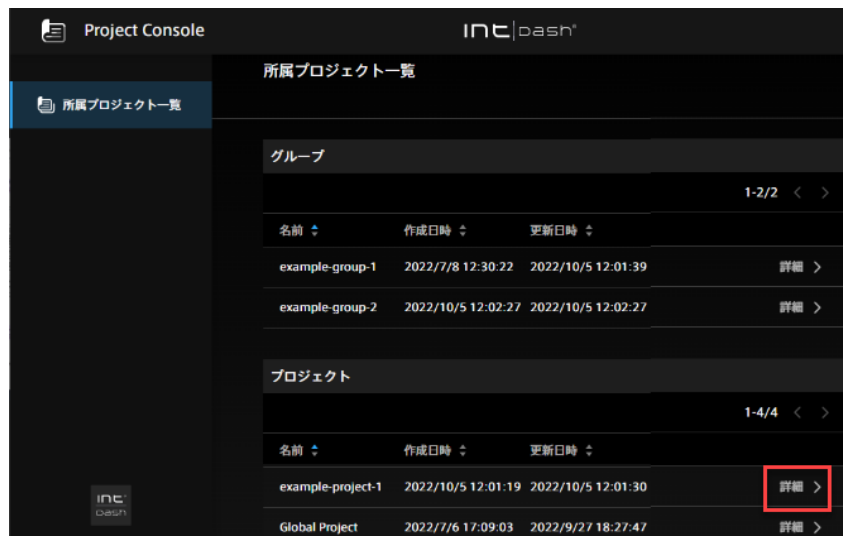 Project Console
intdash
所属プロジェクト一覧
所属プロジェクト一覧
グループ
1-2/2
名前 作成日時 更新日時
example-group-1 2022/7/8 12:30:22 2022/10/5 12:01:39 詳細
example-group-2 2022/10/5 12:02:27 2022/10/5 12:02:27 詳細
プロジェクト
1-4/4
名前 作成日時 更新日時
example-project-1 2022/10/5 12:01:19 2022/10/5 12:01:30 詳細
Global Project 2022/7/6 17:09:03 2022/9/27 18:27:47 詳細
int
dash